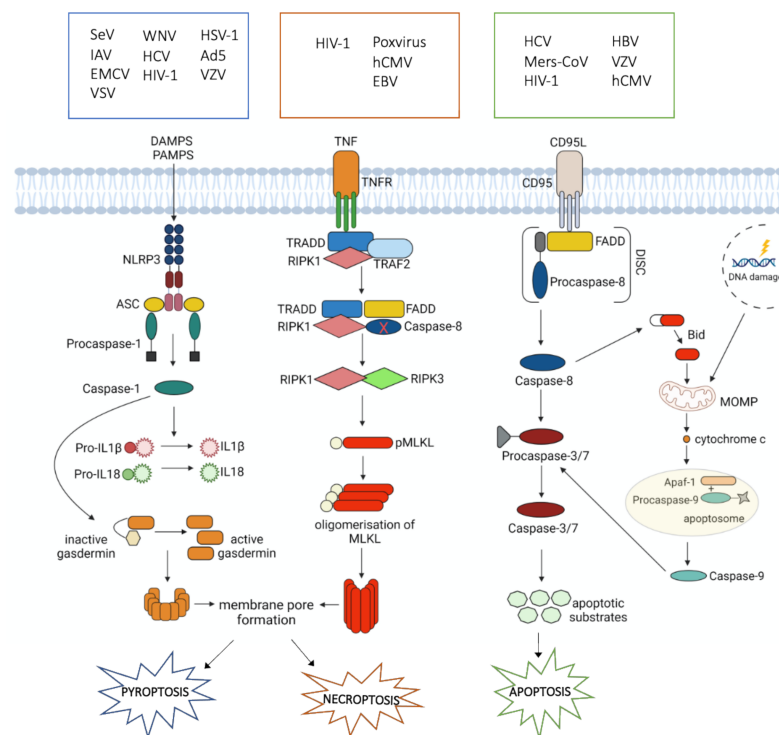 SeV WNV HSV-1
IAV HCV Ad5
EMCV HIV-1 VZV
VSV
HIV-1 Poxvirus
hCMV
EBV
HCV HBV
Mers-CoV VZV
HIV-1 hCMV
DAMPS
PAMPS
NLRP3
ASC
Procaspase-1
Caspase-1
Pro-IL1β IL1β
Pro-IL18 IL18
inactive
gasdermin
active
gasdermin
TNF
TNFR
TRADD
RIPK1
TRAF2
TRADD
FADD
RIPK1
X
Caspase-8
RIPK1
RIPK3
pMLKL
oligomerisation of
MLKL
membrane pore
formation
PYROPTOSIS
NECROPTOSIS
CD95L
CD95
FADD
Procaspase-8
DISC
Caspase-8
Procaspase-3/7
Caspase-3/7
apoptotic
substrates
APOPTOSIS
DNA damage
Bid
MOMP
cytochrome c
Apaf-1
+
Procaspase-9
apoptosome
Caspase-9